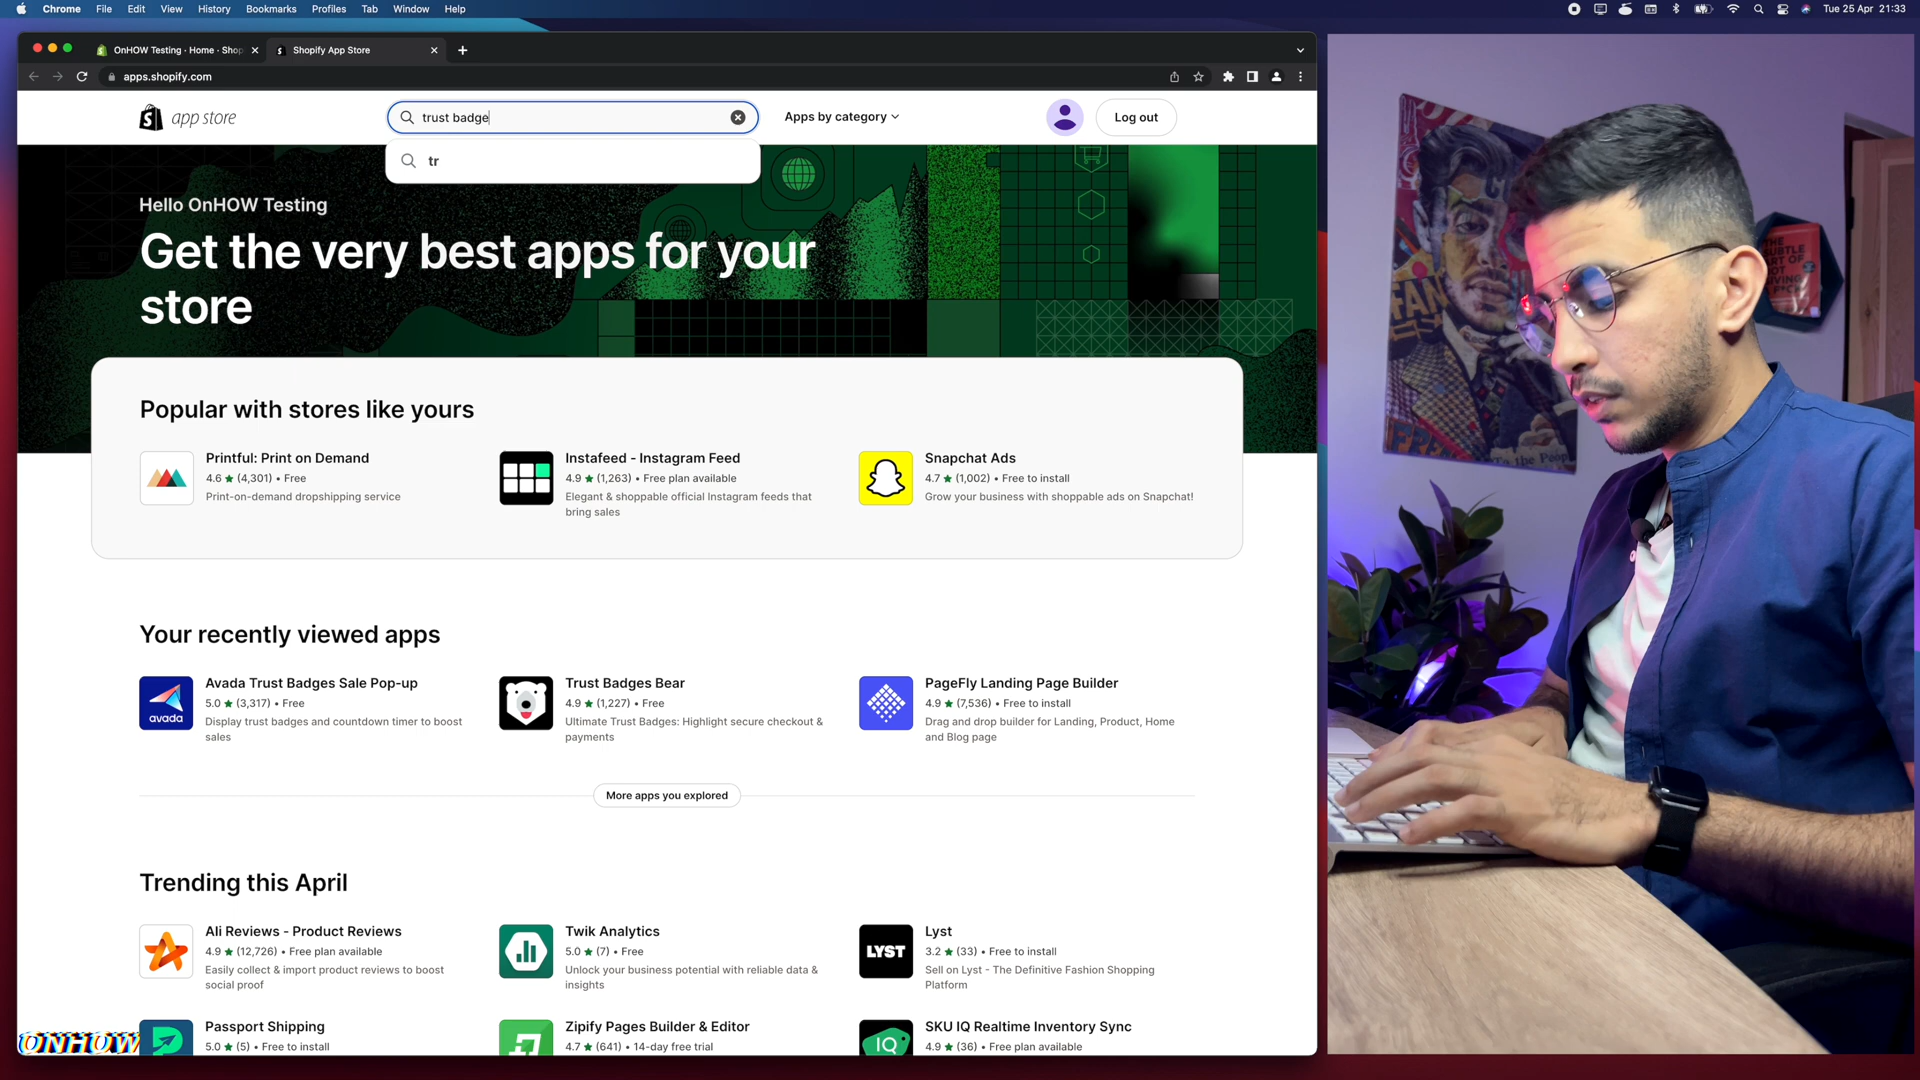 Chrome File Edit View History Bookmarks Profiles Tab Window Help
Tue 25 Apr 21:33
OnHOW Testing · Home · Shop
Shopify App Store
apps.shopify.com
app store
trust badge
Apps by category
Log out
tr
Hello OnHOW Testing
Get the very best apps for your
store
Popular with stores like yours
Printful: Print on Demand
4.6 ★ (4,301) • Free
Print-on-demand dropshipping service
Instafeed - Instagram Feed
4.9 ★ (1,263) • Free plan available
Elegant & shoppable official Instagram feeds that
bring sales
Snapchat Ads
4.7 ★ (1,002) • Free to install
Grow your business with shoppable ads on Snapchat!
Your recently viewed apps
avada
Avada Trust Badges Sale Pop-up
5.0 ★ (3,317) • Free
Display trust badges and countdown timer to boost
sales
Trust Badges Bear
4.9 ★ (1,227) • Free
Ultimate Trust Badges: Highlight secure checkout &
payments
PageFly Landing Page Builder
4.9 ★ (7,536) • Free to install
Drag and drop builder for Landing, Product, Home
and Blog page
More apps you explored
Trending this April
Ali Reviews - Product Reviews
4.9 ★ (12,726) • Free plan available
Easily collect & import product reviews to boost
social proof
Twik Analytics
5.0 ★ (7) • Free
Unlock your business potential with reliable data &
insights
LYST
Lyst
3.2 ★ (33) • Free to install
Sell on Lyst - The Definitive Fashion Shopping
Platform
Passport Shipping
5.0 ★ (5) • Free to install
Zipify Pages Builder & Editor
4.7 ★ (641) • 14-day free trial
IQ
SKU IQ Realtime Inventory Sync
4.9 ★ (36) • Free plan available
ONHOW
THE
SUBTLE
ART OF
NOT
GIVING
to the People